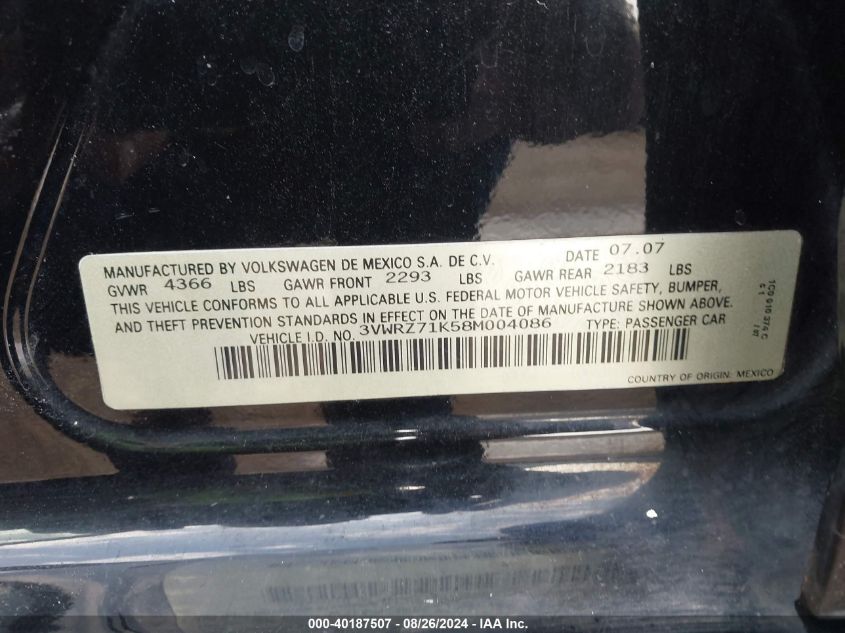 MANUFACTURED BY VOLKSWAGEN DE MEXICO S.A. DE C.V. DATE 07.07
GVWR 4366 LBS GAWR FRONT 2293 LBS GAWR REAR 2183 LBS
THIS VEHICLE CONFORMS TO ALL APPLICABLE U.S. FEDERAL MOTOR VEHICLE SAFETY, BUMPER,
AND THEFT PREVENTION STANDARDS IN EFFECT ON THE DATE OF MANUFACTURE SHOWN ABOVE.
VEHICLE I.D. NO. 3VWRZ71K58M004086 TYPE: PASSENGER CAR
COUNTRY OF ORIGIN: MEXICO
1C0 910 374 C
000-40187507 - 08/26/2024 - IAA Inc.